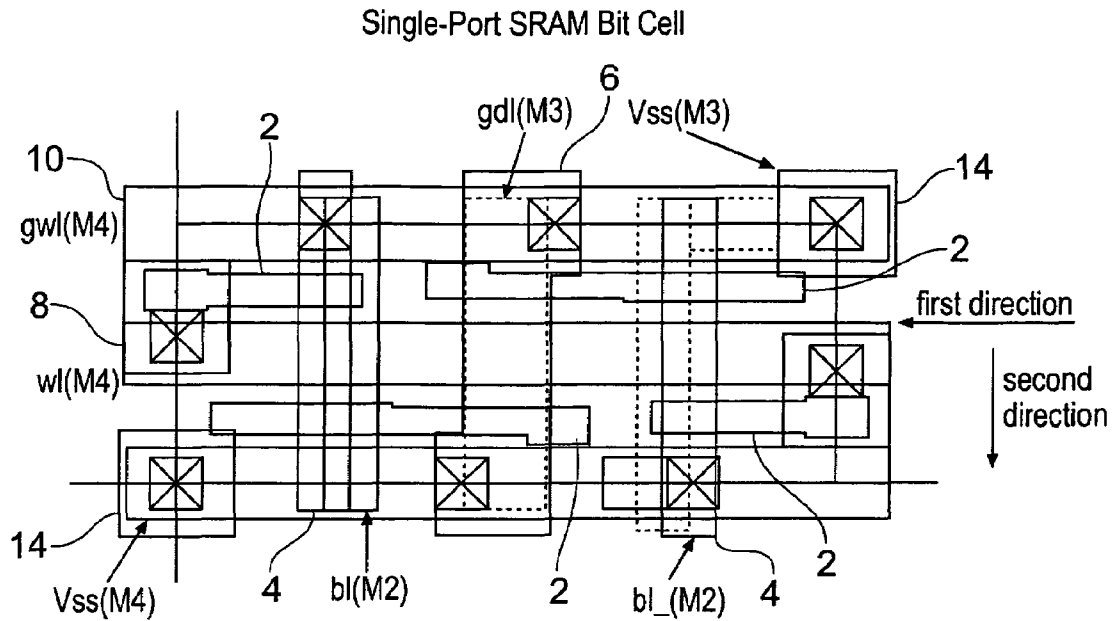 Single-Port SRAM Bit Cell
6
gdl(M3)
Vss(M3)
2
10
14
gwl(M4)
2
8
first direction
wl(M4)
second
direction
14
4
bl(M2)
2
bl_(M2)
4
2
Vss(M4)